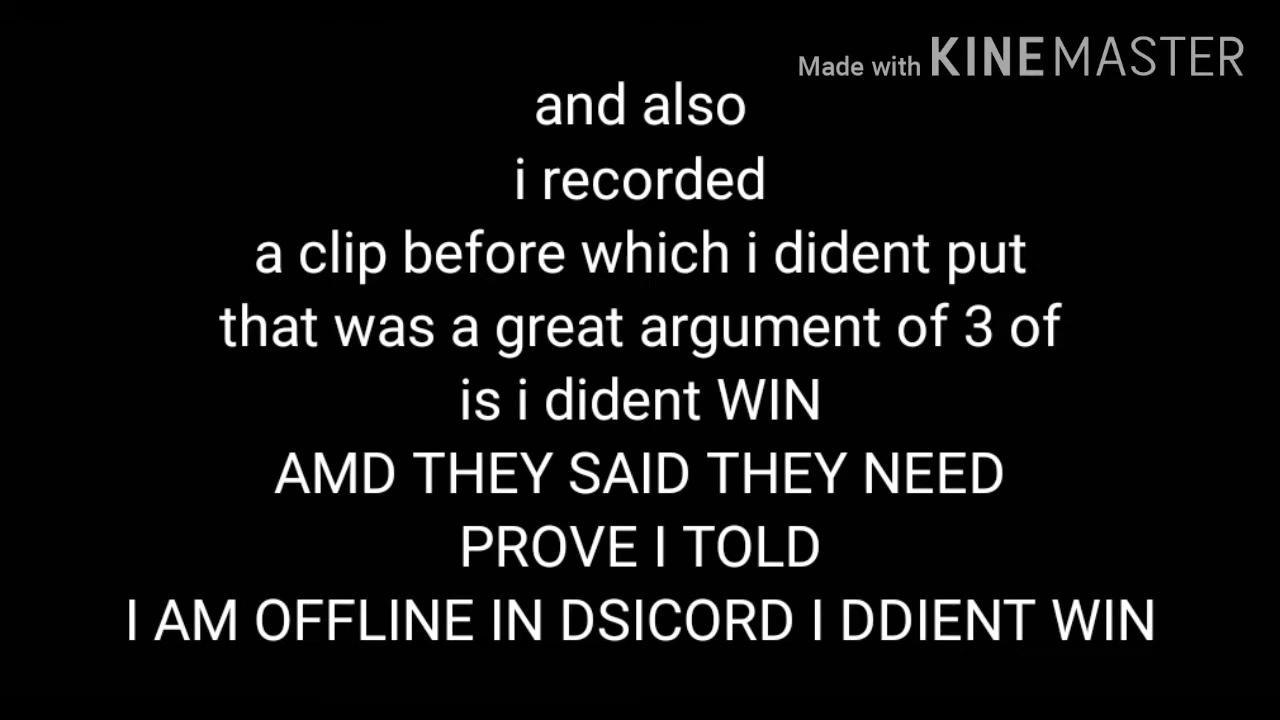 Made with KINEMASTER
and also
i recorded
a clip before which i dident put
that was a great argument of 3 of
is i dident WIN
AMD THEY SAID THEY NEED
PROVE I TOLD
I AM OFFLINE IN DSICORD I DDIENT WIN